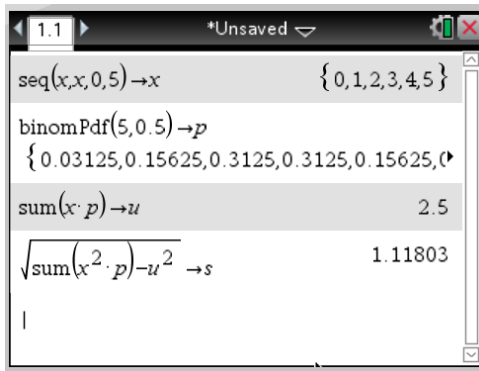 1.1 *Unsaved
seq(x,x,0,5)→x {0,1,2,3,4,5}
binomPdf(5,0.5)→p
{0.03125,0.15625,0.3125,0.3125,0.15625,0
sum(x·p)→u 2.5
√sum(x²·p)−u² →s 1.11803